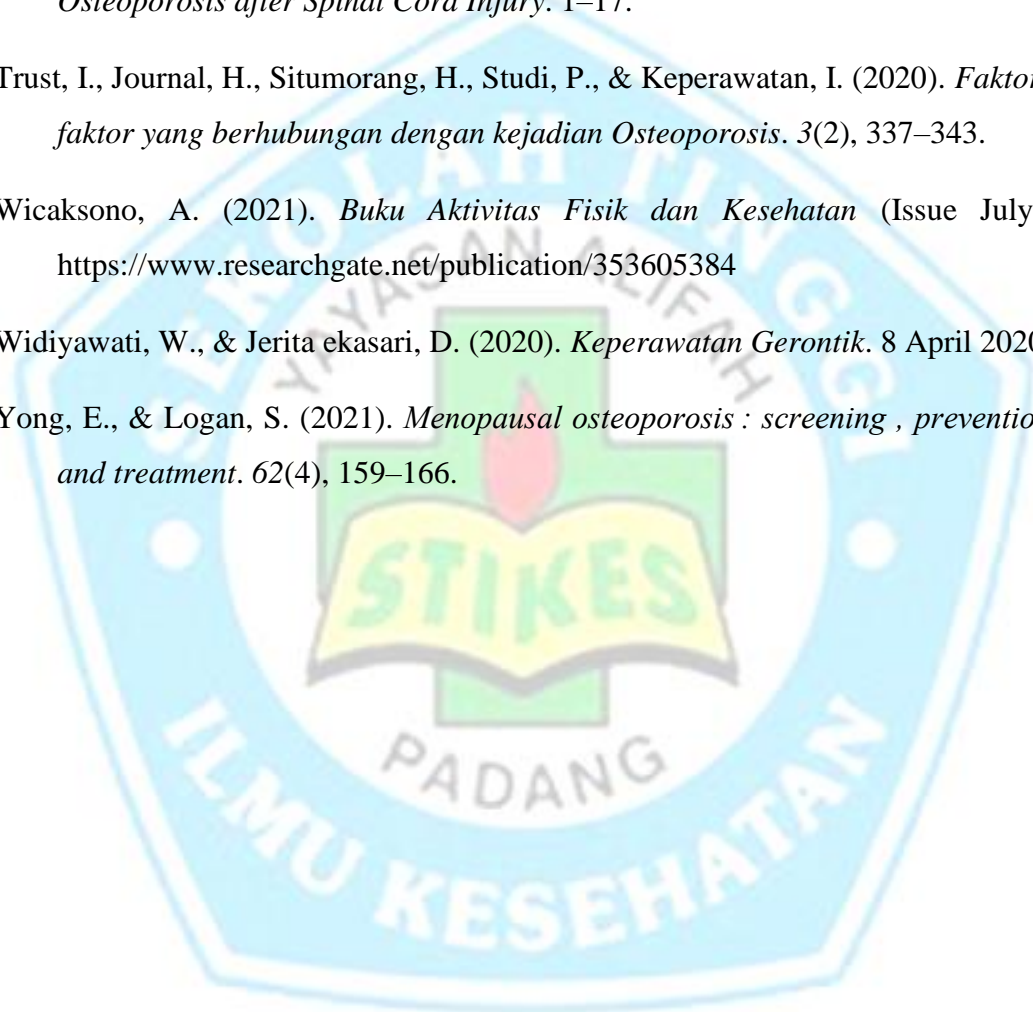 Osteoporosis after Spinal Cord Injury. 1–17.
Trust, I., Journal, H., Situmorang, H., Studi, P., & Keperawatan, I. (2020). Faktor
faktor yang berhubungan dengan kejadian Osteoporosis. 3(2), 337–343.
Wicaksono, A. (2021). Buku Aktivitas Fisik dan Kesehatan (Issue July
https://www.researchgate.net/publication/353605384
Widiyawati, W., & Jerita ekasari, D. (2020). Keperawatan Gerontik. 8 April 2020
Yong, E., & Logan, S. (2021). Menopausal osteoporosis : screening , preventio
and treatment. 62(4), 159–166.
SEKOLAH TINGGI
YAYASAN ALIFAH
STIKES
PADANG
ILMU KESEHATAN